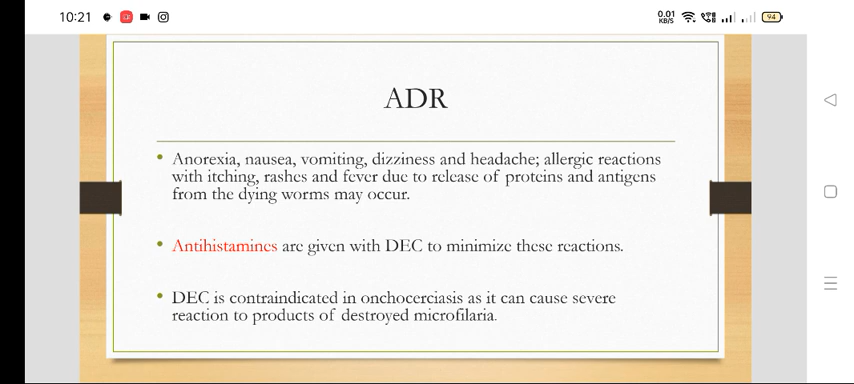 10:21
0.01
KB/S
94
ADR
• Anorexia, nausea, vomiting, dizziness and headache; allergic reactions
with itching, rashes and fever due to release of proteins and antigens
from the dying worms may occur.
• Antihistamines are given with DEC to minimize these reactions.
• DEC is contraindicated in onchocerciasis as it can cause severe
reaction to products of destroyed microfilaria.